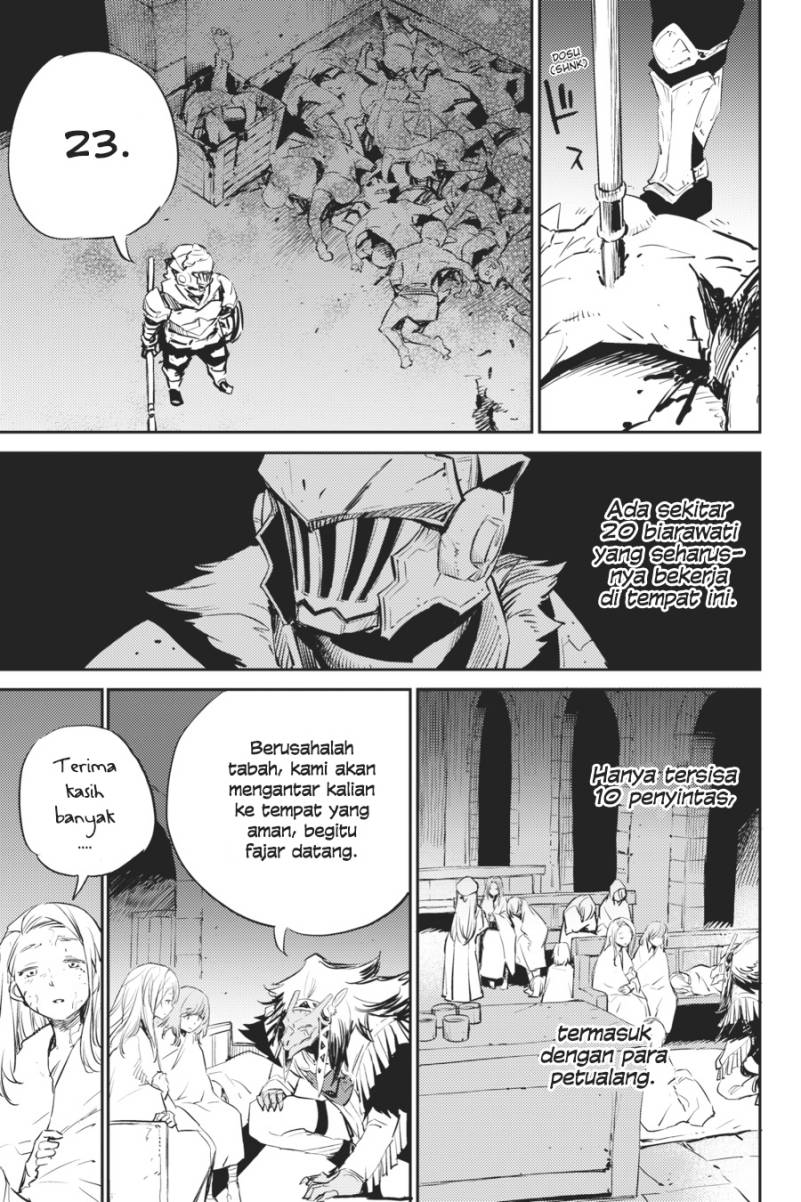 DOSU
(SHNK)
ドス
23.
Ada sekitar
20 biarawati
yang seharus-
nya bekerja
di tempat ini.
Hanya tersisa
10 penyintas,
termasuk
dengan para
petualang.
Berusahalah
tabah, kami akan
mengantar kalian
ke tempat yang
aman, begitu
fajar datang.
Terima
kasih
banyak
....